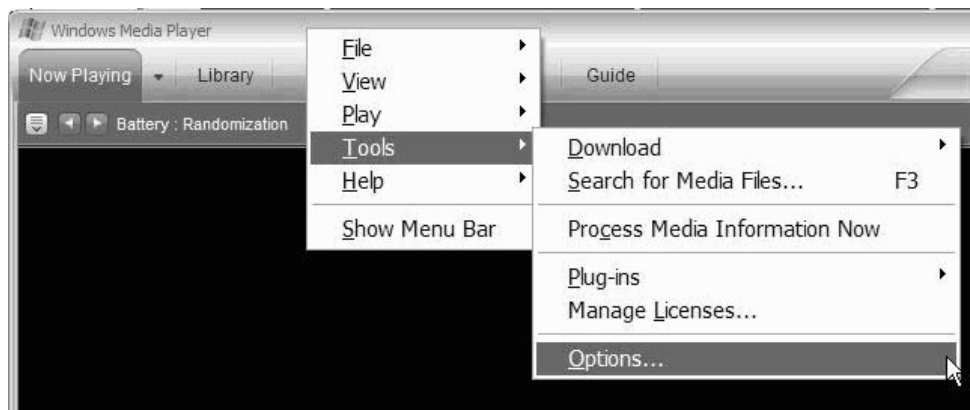 Windows Media Player
Now Playing Library Guide
Battery : Randomization
File
View
Play
Tools
Help
Show Menu Bar
Download
Search for Media Files... F3
Process Media Information Now
Plug-ins
Manage Licenses...
Options...